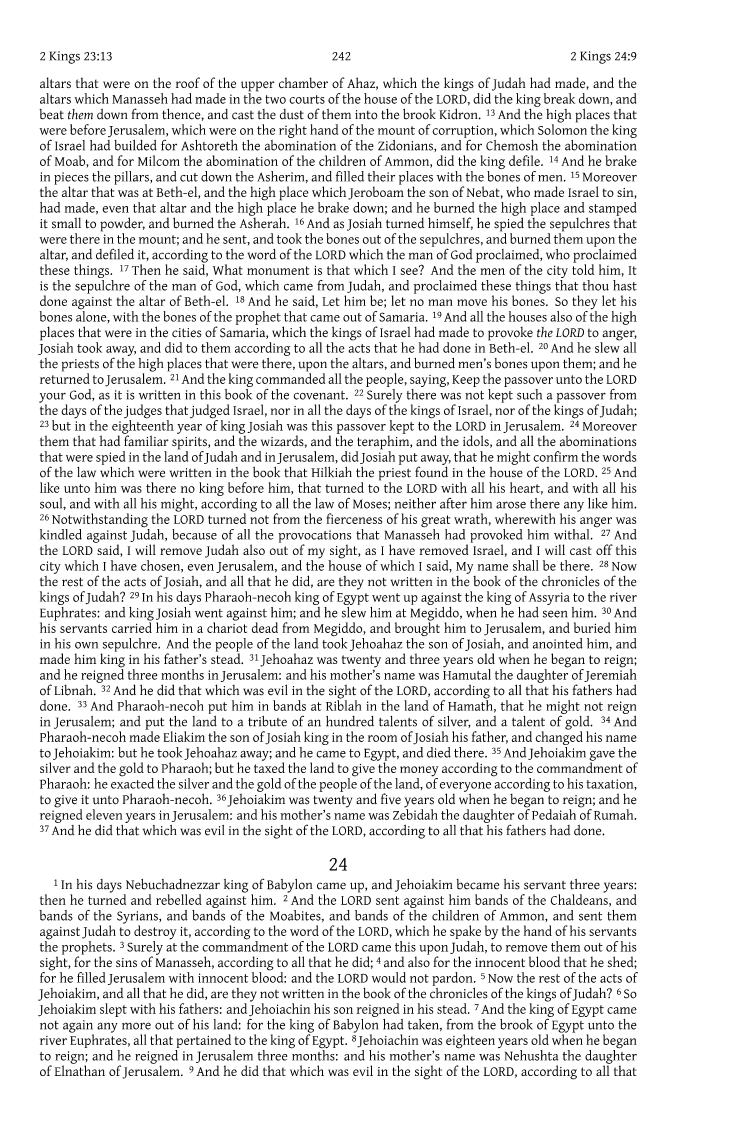 2 Kings 23:13 242 2 Kings 24:9
altars that were on the roof of the upper chamber of Ahaz, which the kings of Judah had made, and the
altars which Manasseh had made in the two courts of the house of the LORD, did the king break down, and
beat them down from thence, and cast the dust of them into the brook Kidron. 13 And the high places that
were before Jerusalem, which were on the right hand of the mount of corruption, which Solomon the king
of Israel had builded for Ashtoreth the abomination of the Zidonians, and for Chemosh the abomination
of Moab, and for Milcom the abomination of the children of Ammon, did the king defile. 14 And he brake
in pieces the pillars, and cut down the Asherim, and filled their places with the bones of men. 15 Moreover
the altar that was at Beth-el, and the high place which Jeroboam the son of Nebat, who made Israel to sin,
had made, even that altar and the high place he brake down; and he burned the high place and stamped
it small to powder, and burned the Asherah. 16 And as Josiah turned himself, he spied the sepulchres that
were there in the mount; and he sent, and took the bones out of the sepulchres, and burned them upon the
altar, and defiled it, according to the word of the LORD which the man of God proclaimed, who proclaimed
these things. 17 Then he said, What monument is that which I see? And the men of the city told him, It
is the sepulchre of the man of God, which came from Judah, and proclaimed these things that thou hast
done against the altar of Beth-el. 18 And he said, Let him be; let no man move his bones. So they let his
bones alone, with the bones of the prophet that came out of Samaria. 19 And all the houses also of the high
places that were in the cities of Samaria, which the kings of Israel had made to provoke the LORD to anger,
Josiah took away, and did to them according to all the acts that he had done in Beth-el. 20 And he slew all
the priests of the high places that were there, upon the altars, and burned men's bones upon them; and he
returned to Jerusalem. 21 And the king commanded all the people, saying, Keep the passover unto the LORD
your God, as it is written in this book of the covenant. 22 Surely there was not kept such a passover from
the days of the judges that judged Israel, nor in all the days of the kings of Israel, nor of the kings of Judah;
23 but in the eighteenth year of king Josiah was this passover kept to the LORD in Jerusalem. 24 Moreover
them that had familiar spirits, and the wizards, and the teraphim, and the idols, and all the abominations
that were spied in the land of Judah and in Jerusalem, did Josiah put away, that he might confirm the words
of the law which were written in the book that Hilkiah the priest found in the house of the LORD. 25 And
like unto him was there no king before him, that turned to the LORD with all his heart, and with all his
soul, and with all his might, according to all the law of Moses; neither after him arose there any like him.
26 Notwithstanding the LORD turned not from the fierceness of his great wrath, wherewith his anger was
kindled against Judah, because of all the provocations that Manasseh had provoked him withal. 27 And
the LORD said, I will remove Judah also out of my sight, as I have removed Israel, and I will cast off this
city which I have chosen, even Jerusalem, and the house of which I said, My name shall be there. 28 Now
the rest of the acts of Josiah, and all that he did, are they not written in the book of the chronicles of the
kings of Judah? 29 In his days Pharaoh-necoh king of Egypt went up against the king of Assyria to the river
Euphrates: and king Josiah went against him; and he slew him at Megiddo, when he had seen him. 30 And
his servants carried him in a chariot dead from Megiddo, and brought him to Jerusalem, and buried him
in his own sepulchre. And the people of the land took Jehoahaz the son of Josiah, and anointed him, and
made him king in his father's stead. 31 Jehoahaz was twenty and three years old when he began to reign;
and he reigned three months in Jerusalem: and his mother's name was Hamutal the daughter of Jeremiah
of Libnah. 32 And he did that which was evil in the sight of the LORD, according to all that his fathers had
done. 33 And Pharaoh-necoh put him in bands at Riblah in the land of Hamath, that he might not reign
in Jerusalem; and put the land to a tribute of an hundred talents of silver, and a talent of gold. 34 And
Pharaoh-necoh made Eliakim the son of Josiah king in the room of Josiah his father, and changed his name
to Jehoiakim: but he took Jehoahaz away; and he came to Egypt, and died there. 35 And Jehoiakim gave the
silver and the gold to Pharaoh; but he taxed the land to give the money according to the commandment of
Pharaoh: he exacted the silver and the gold of the people of the land, of everyone according to his taxation,
to give it unto Pharaoh-necoh. 36 Jehoiakim was twenty and five years old when he began to reign; and he
reigned eleven years in Jerusalem: and his mother's name was Zebidah the daughter of Pedaiah of Rumah.
37 And he did that which was evil in the sight of the LORD, according to all that his fathers had done.
24
1 In his days Nebuchadnezzar king of Babylon came up, and Jehoiakim became his servant three years:
then he turned and rebelled against him. 2 And the LORD sent against him bands of the Chaldeans, and
bands of the Syrians, and bands of the Moabites, and bands of the children of Ammon, and sent them
against Judah to destroy it, according to the word of the LORD, which he spake by the hand of his servants
the prophets. 3 Surely at the commandment of the LORD came this upon Judah, to remove them out of his
sight, for the sins of Manasseh, according to all that he did; 4 and also for the innocent blood that he shed;
for he filled Jerusalem with innocent blood: and the LORD would not pardon. 5 Now the rest of the acts of
Jehoiakim, and all that he did, are they not written in the book of the chronicles of the kings of Judah? 6 So
Jehoiakim slept with his fathers: and Jehoiachin his son reigned in his stead. 7 And the king of Egypt came
not again any more out of his land: for the king of Babylon had taken, from the brook of Egypt unto the
river Euphrates, all that pertained to the king of Egypt. 8 Jehoiachin was eighteen years old when he began
to reign; and he reigned in Jerusalem three months: and his mother's name was Nehushta the daughter
of Elnathan of Jerusalem. 9 And he did that which was evil in the sight of the LORD, according to all that